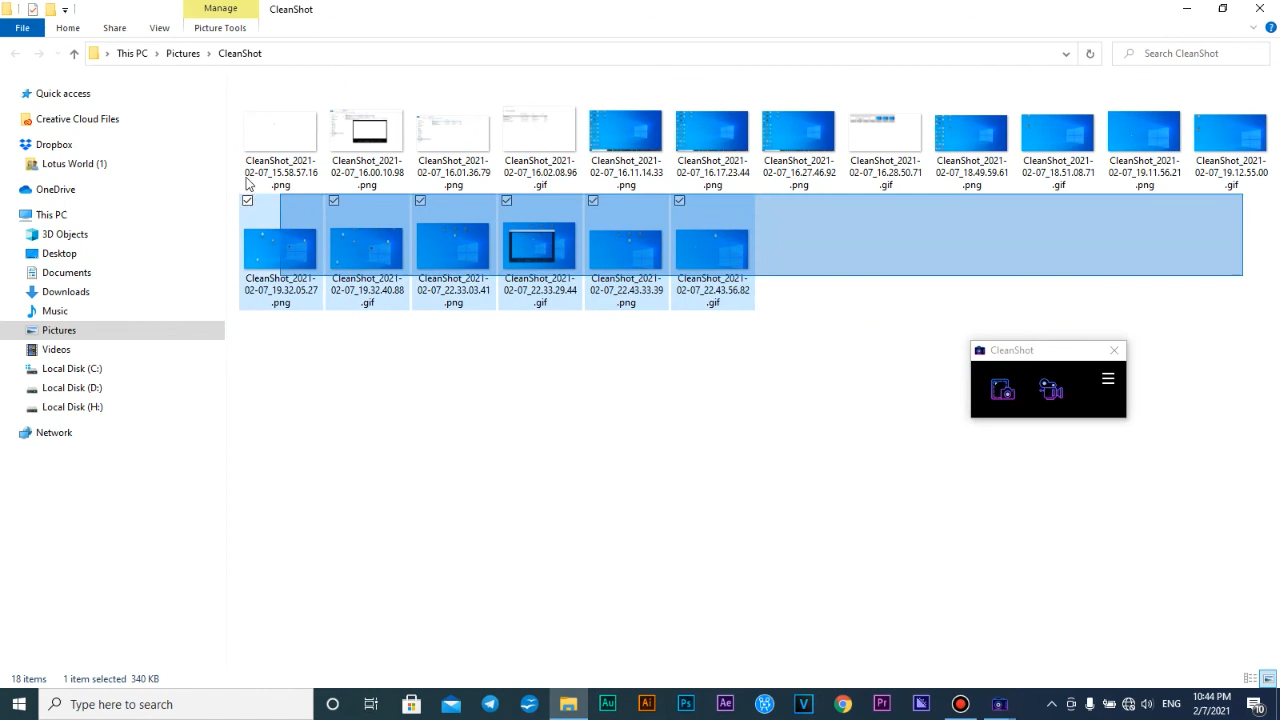 Manage
CleanShot
File
Home
Share
View
Picture Tools
This PC
Pictures
CleanShot
Search CleanShot
Quick access
Creative Cloud Files
Dropbox
Lotus World (1)
OneDrive
This PC
3D Objects
Desktop
Documents
Downloads
Music
Pictures
Videos
Local Disk (C:)
Local Disk (D:)
Local Disk (H:)
Network
CleanShot_2021-
02-07_15.58.57.16
.png
CleanShot_2021-
02-07_16.00.10.98
.png
CleanShot_2021-
02-07_16.01.36.79
.png
CleanShot_2021-
02-07_16.02.08.96
.gif
CleanShot_2021-
02-07_16.11.14.33
.png
CleanShot_2021-
02-07_16.17.23.44
.png
CleanShot_2021-
02-07_16.27.46.92
.png
CleanShot_2021-
02-07_16.28.50.71
.gif
CleanShot_2021-
02-07_18.49.59.61
.png
CleanShot_2021-
02-07_18.51.08.71
.gif
CleanShot_2021-
02-07_19.11.56.21
.png
CleanShot_2021-
02-07_19.12.55.00
.gif
CleanShot_2021-
02-07_19.32.05.27
.png
CleanShot_2021-
02-07_19.32.40.88
.gif
CleanShot_2021-
02-07_22.33.03.41
.png
CleanShot_2021-
02-07_22.33.29.44
.gif
CleanShot_2021-
02-07_22.43.33.39
.png
CleanShot_2021-
02-07_22.43.56.82
.gif
CleanShot
18 items
1 item selected 340 KB
Type here to search
Au
Ai
Ps
Ae
V
Pr
ENG
10:44 PM
2/7/2021
10